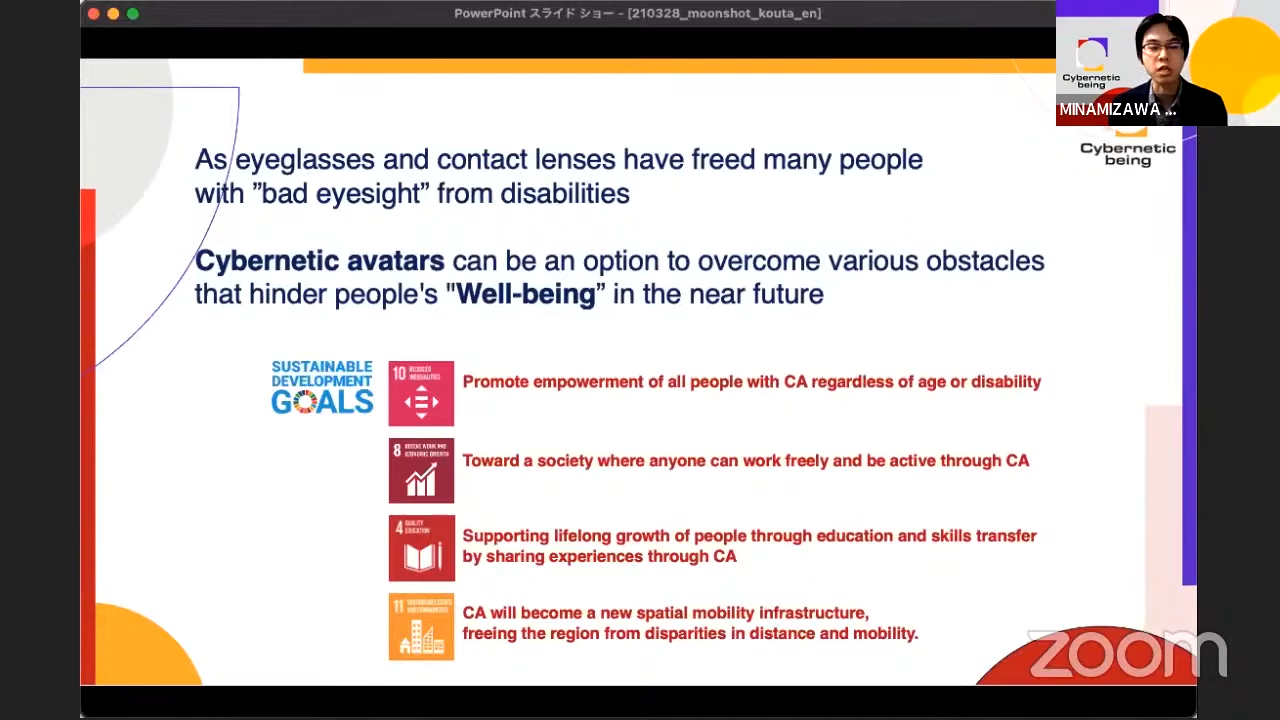 PowerPoint スライド ショー - [210328_moonshot_kouta_en]
Cybernetic
being
MINAMIZAWA ...
Cybernetic
being
As eyeglasses and contact lenses have freed many people
with ”bad eyesight” from disabilities
Cybernetic avatars can be an option to overcome various obstacles
that hinder people's "Well-being” in the near future
SUSTAINABLE
DEVELOPMENT
GOALS
10 REDUCED
INEQUALITIES
Promote empowerment of all people with CA regardless of age or disability
8 DECENT WORK AND
ECONOMIC GROWTH
Toward a society where anyone can work freely and be active through CA
4 QUALITY
EDUCATION
Supporting lifelong growth of people through education and skills transfer
by sharing experiences through CA
11 SUSTAINABLE CITIES
AND COMMUNITIES
CA will become a new spatial mobility infrastructure,
freeing the region from disparities in distance and mobility.
zoom